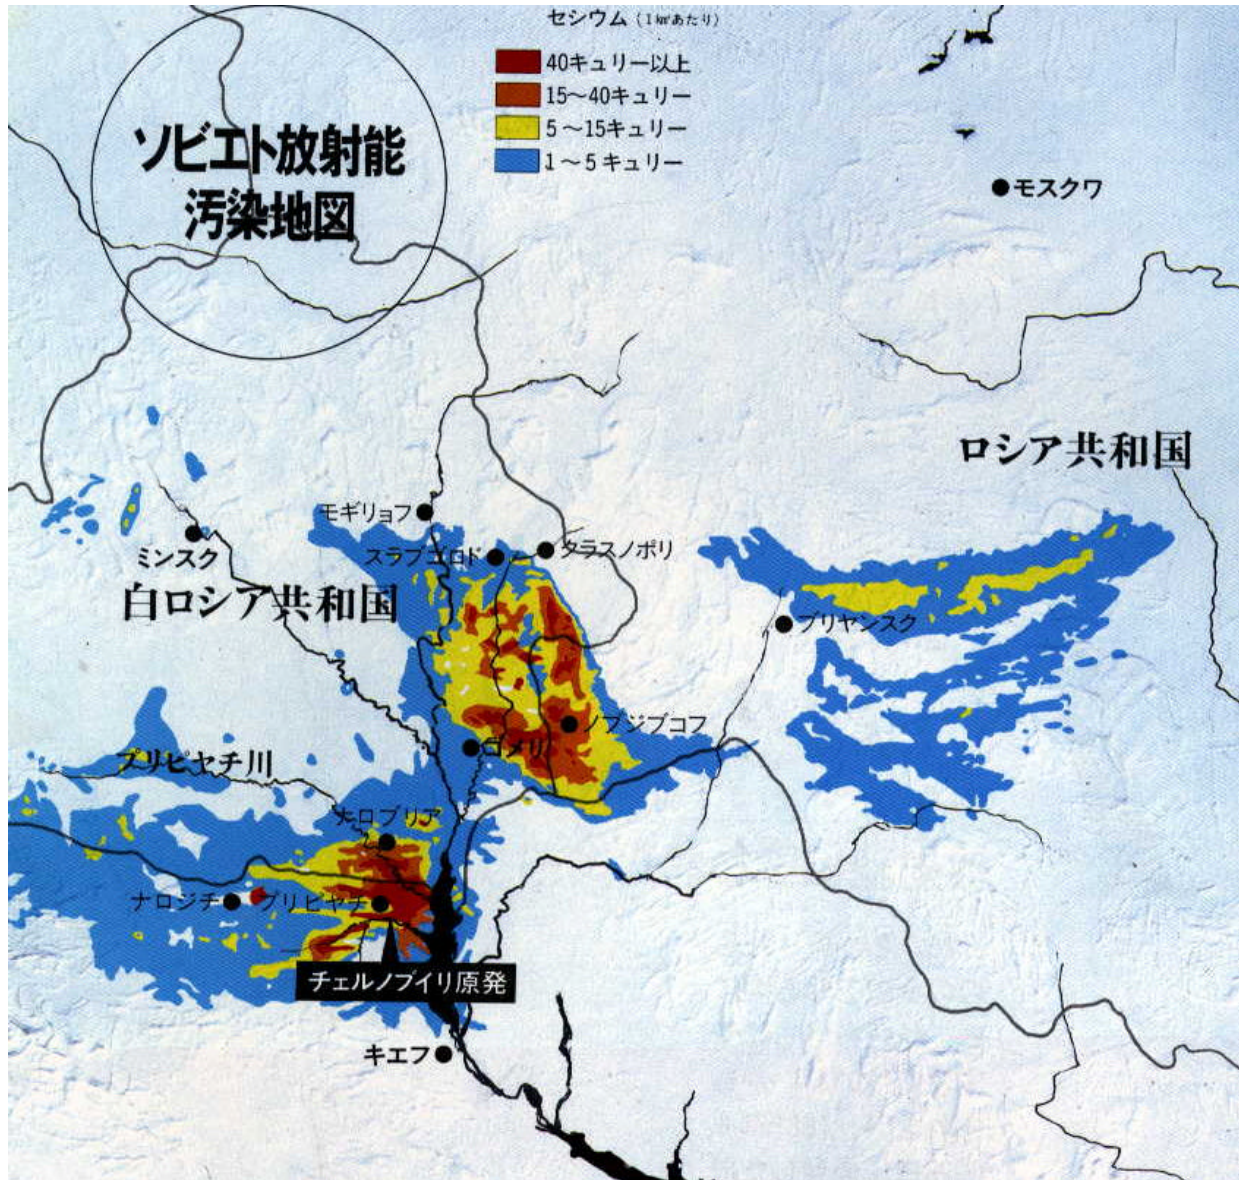 セシウム(1㎢あたり)
40キュリー以上
15〜40キュリー
5〜15キュリー
1〜5キュリー
ソビエト放射能
汚染地図
モスクワ
ロシア共和国
モギリョフ
スラブゴロド
クラスノポリ
ミンスク
白ロシア共和国
ブリヤンスク
ノブジブコフ
ゴメリ
プリピヤチ川
ナロブリア
ナロジチ
プリピヤチ
チェルノブイリ原発
キエフ